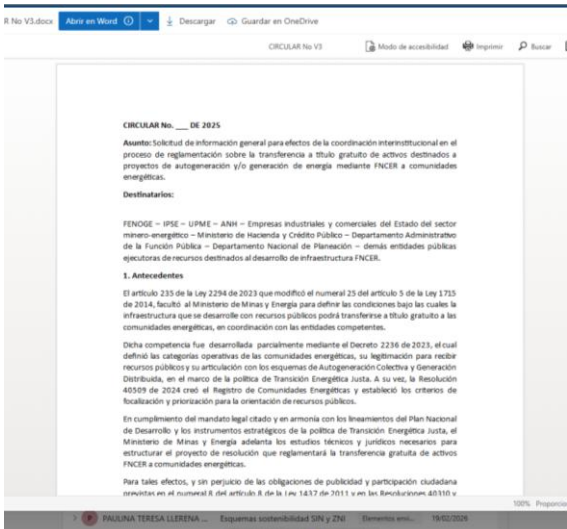 R No V3.docx Abrir en Word Descargar Guardar en OneDrive
CIRCULAR No V3 Modo de accesibilidad Imprimir Buscar
CIRCULAR No. ___ DE 2025
Asunto: Solicitud de información general para efectos de la coordinación interinstitucional en el
proceso de reglamentación sobre la transferencia a título gratuito de activos destinados a
proyectos de autogeneración y/o generación de energía mediante FNCER a comunidades
energéticas.
Destinatarios:
FENOGE – IPSE – UPME – ANH – Empresas industriales y comerciales del Estado del sector
minero-energético – Ministerio de Hacienda y Crédito Público – Departamento Administrativo
de la Función Pública – Departamento Nacional de Planeación – demás entidades públicas
ejecutoras de recursos destinados al desarrollo de infraestructura FNCER.
1. Antecedentes
El artículo 235 de la Ley 2294 de 2023 que modificó el numeral 25 del artículo 5 de la Ley 1715
de 2014, facultó al Ministerio de Minas y Energía para definir las condiciones bajo las cuales la
infraestructura que se desarrolle con recursos públicos podrá transferirse a título gratuito a las
comunidades energéticas, en coordinación con las entidades competentes.
Dicha competencia fue desarrollada parcialmente mediante el Decreto 2236 de 2023, el cual
definió las categorías operativas de las comunidades energéticas, su legitimación para recibir
recursos públicos y su articulación con los esquemas de Autogeneración Colectiva y Generación
Distribuida, en el marco de la política de Transición Energética Justa. A su vez, la Resolución
40509 de 2024 creó el Registro de Comunidades Energéticas y estableció los criterios de
focalización y priorización para la orientación de recursos públicos.
En cumplimiento del mandato legal citado y en armonía con los lineamientos del Plan Nacional
de Desarrollo y los instrumentos estratégicos de la política de Transición Energética Justa, el
Ministerio de Minas y Energía adelanta los estudios técnicos y jurídicos necesarios para
estructurar el proyecto de resolución que reglamentará la transferencia gratuita de activos
FNCER a comunidades energéticas.
Para tales efectos, y sin perjuicio de las obligaciones de publicidad y participación ciudadana
previstas en el numeral 8 del artículo 8 de la Ley 1437 de 2011 y en las Resoluciones 40310 y
100% Proporcio
P PAULINA TERESA LLERENA ... Esquemas sostenibilidad SIN y ZNI Elementos envi... 19/02/2026